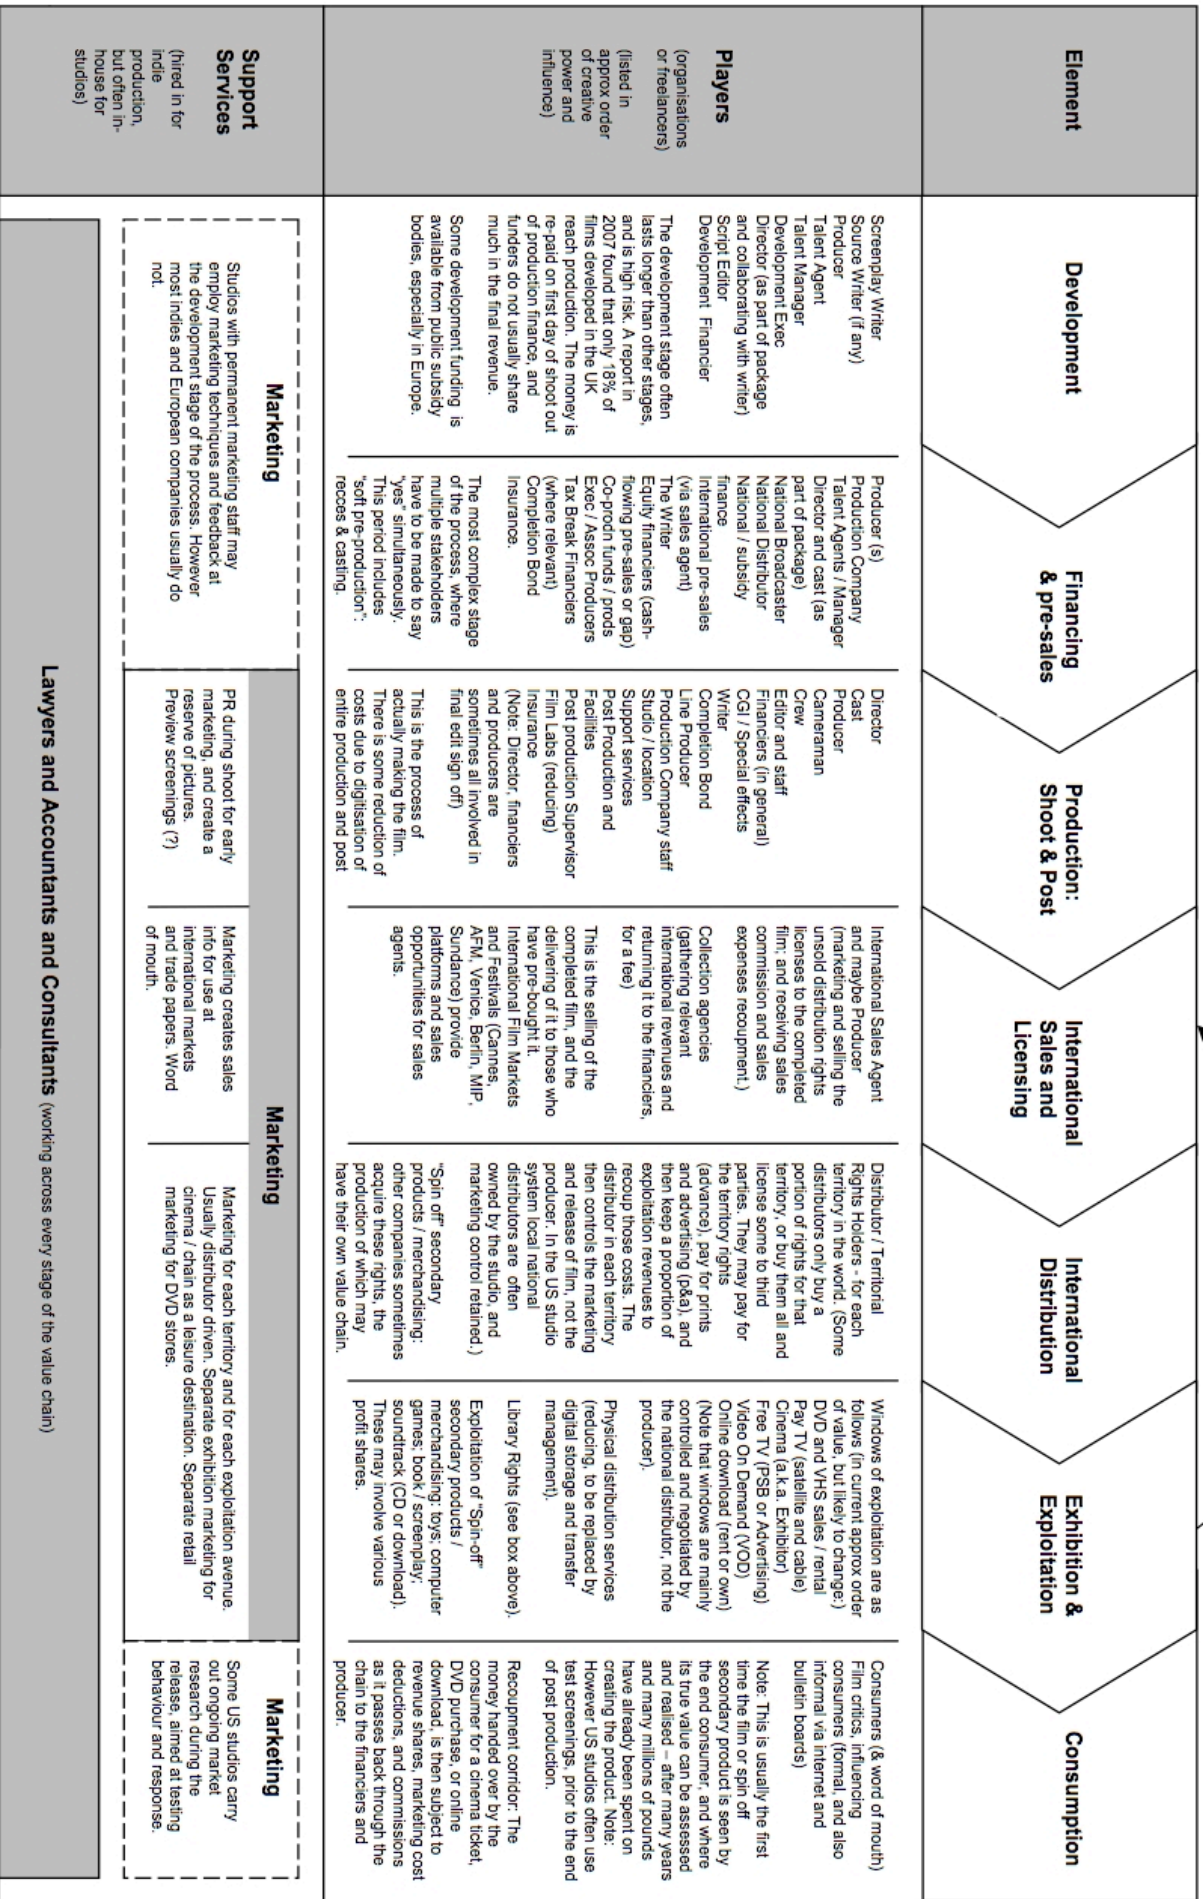 Element
Development
Financing
& pre-sales
Production:
Shoot & Post
International
Sales and
Licensing
International
Distribution
Exhibition &
Exploitation
Consumption
Players
(organisations
or freelancers)
(listed in
approx order
of creative
power and
influence)
Screenplay Writer
Source Writer (if any)
Producer
Talent Agent
Talent Manager
Development Exec
Director (as part of package
and collaborating with writer)
Script Editor
Development Financier
The development stage often
lasts longer than other stages,
and is high risk. A report in
2007 found that only 18% of
films developed in the UK
reach production. The money is
re-paid on first day of shoot out
of production finance, and
funders do not usually share
much in the final revenue.
Some development funding is
available from public subsidy
bodies, especially in Europe.
Producer (s)
Production Company
Talent Agents / Manager
Director and cast (as
part of package)
National Broadcaster
National Distributor
National / subsidy
finance
International pre-sales
(via sales agent)
The Writer
Equity financiers (cash-
flowing pre-sales or gap)
Co-prodn funds / prods
Exec / Assoc Producers
Tax Break Financiers
(where relevant)
Completion Bond
Insurance.
The most complex stage
of the process, where
multiple stakeholders
have to be made to say
"yes" simultaneously.
This period includes
"soft pre-production":
recces & casting.
Director
Cast
Producer
Cameraman
Crew
Editor and staff
Financiers (in general)
CGI / Special effects
Writer
Completion Bond
Line Producer
Production Company staff
Studio / location
Support services
Post Production and
Facilities
Post production Supervisor
Film Labs (reducing)
Insurance
(Note: Director, financiers
and producers are
sometimes all involved in
final edit sign off)
This is the process of
actually making the film.
There is some reduction of
costs due to digitisation of
entire production and post
International Sales Agent
and maybe Producer
(marketing and selling the
unsold distribution rights
licenses to the completed
film; and receiving sales
commission and sales
expenses recoupment.)
Collection agencies
(gathering relevant
international revenues and
returning it to the financiers,
for a fee)
This is the selling of the
completed film, and the
delivering of it to those who
have pre-bought it.
International Film Markets
and Festivals (Cannes,
AFM, Venice, Berlin, MIP,
Sundance) provide
platforms and sales
opportunities for sales
agents.
Distributor / Territorial
Rights Holders - for each
territory in the world. (Some
distributors only buy a
portion of rights for that
territory, or buy them all and
license some to third
parties. They may pay for
the territory rights
(advance), pay for prints
and advertising (p&a), and
then keep a proportion of
exploitation revenues to
recoup those costs. The
distributor in each territory
then controls the marketing
and release of film, not the
producer. In the US studio
system local national
distributors are often
owned by the studio, and
marketing control retained.)
"Spin off" secondary
products / merchandising:
other companies sometimes
acquire these rights, the
production of which may
have their own value chain.
Windows of exploitation are as
follows (in current approx order
of value, but likely to change:)
DVD and VHS sales / rental
Pay TV (satellite and cable)
Cinema (a.k.a. Exhibitor)
Free TV (PSB or Advertising)
Video On Demand (VOD)
Online download (rent or own)
(Note that windows are mainly
controlled and negotiated by
the national distributor, not the
producer).
Physical distribution services
(reducing, to be replaced by
digital storage and transfer
management).
Library Rights (see box above).
Exploitation of "Spin-off"
secondary products /
merchandising: toys; computer
games; book / screenplay;
soundtrack (CD or download).
These may involve various
profit shares.
Consumers (& word of mouth)
Film critics, influencing
consumers (formal, and also
informal via internet and
bulletin boards)
Note: This is usually the first
time the film or spin off
secondary product is seen by
the end consumer, and where
its true value can be assessed
and realised – after many years
and many millions of pounds
have already been spent on
creating the product. Note:
However US studios often use
test screenings, prior to the end
of post production.
Recoupment corridor: The
money handed over by the
consumer for a cinema ticket,
DVD purchase, or online
download, is then subject to
revenue shares, marketing cost
deductions, and commissions
as it passes back through the
chain to the financiers and
producer.
Support
Services
(hired in for
indie
production,
but often in-
house for
studios)
Marketing
Studios with permanent marketing staff may
employ marketing techniques and feedback at
the development stage of the process. However
most indies and European companies usually do
not.
Marketing
PR during shoot for early
marketing, and create a
reserve of pictures.
Preview screenings (?)
Marketing creates sales
info for use at
international markets
and trade papers. Word
of mouth.
Marketing for each territory and for each exploitation avenue.
Usually distributor driven. Separate exhibition marketing for
cinema / chain as a leisure destination. Separate retail
marketing for DVD stores.
Marketing
Some US studios carry
out ongoing market
research during the
release, aimed at testing
behaviour and response.
Lawyers and Accountants and Consultants (working across every stage of the value chain)